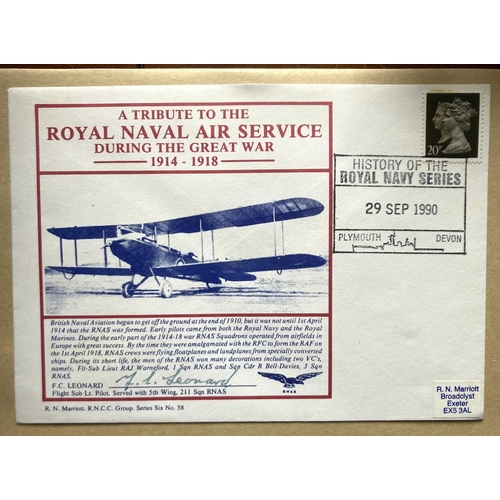 A TRIBUTE TO THE
ROYAL NAVAL AIR SERVICE
DURING THE GREAT WAR
1914 - 1918
20P
HISTORY OF THE
ROYAL NAVY SERIES
29 SEP 1990
PLYMOUTH DEVON
British Naval Aviation began to get off the ground at the end of 1910, but it was not until 1st April
1914 that the RNAS was formed. Early pilots came from both the Royal Navy and the Royal
Marines. During the early part of the 1914-18 war RNAS Squadrons operated from airfields in
Europe with great success. By the time they were amalgamated with the RFC to form the RAF on
the 1st April 1918, RNAS crews were flying floatplanes and landplanes from specially converted
ships. During its short life, the men of the RNAS won many decorations including two VC's,
namely, Flt-Sub Lieut RAJ Warneford, 1 Sqn RNAS and Sqn Cdr R Bell-Davies, 3 Sqn
RNAS.
F. C. Leonard
F.C. LEONARD
Flight Sub Lt. Pilot. Served with 5th Wing, 211 Sqn RNAS
RNAS
R. N. Marriott. R.N.C.C. Group. Series Six No. 58
R. N. Marriott
Broadclyst
Exeter
EX5 3AL